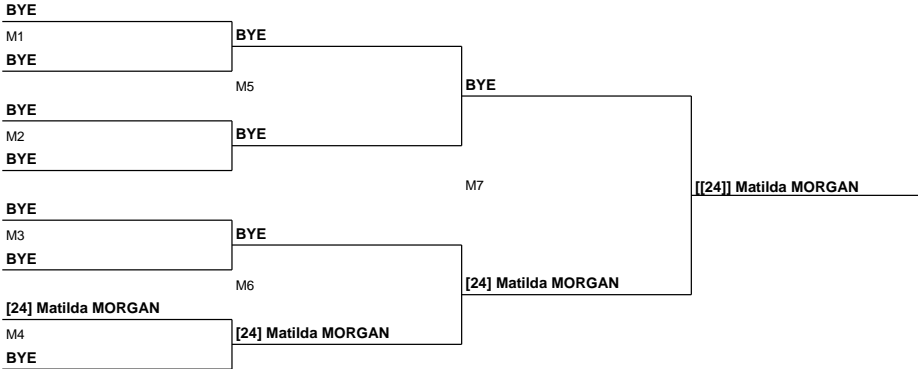 BYE
M1
BYE
BYE
M5
BYE
BYE
M2
BYE
BYE
M7
[[24]] Matilda MORGAN
BYE
M3
BYE
BYE
M6
[24] Matilda MORGAN
[24] Matilda MORGAN
M4
[24] Matilda MORGAN
BYE